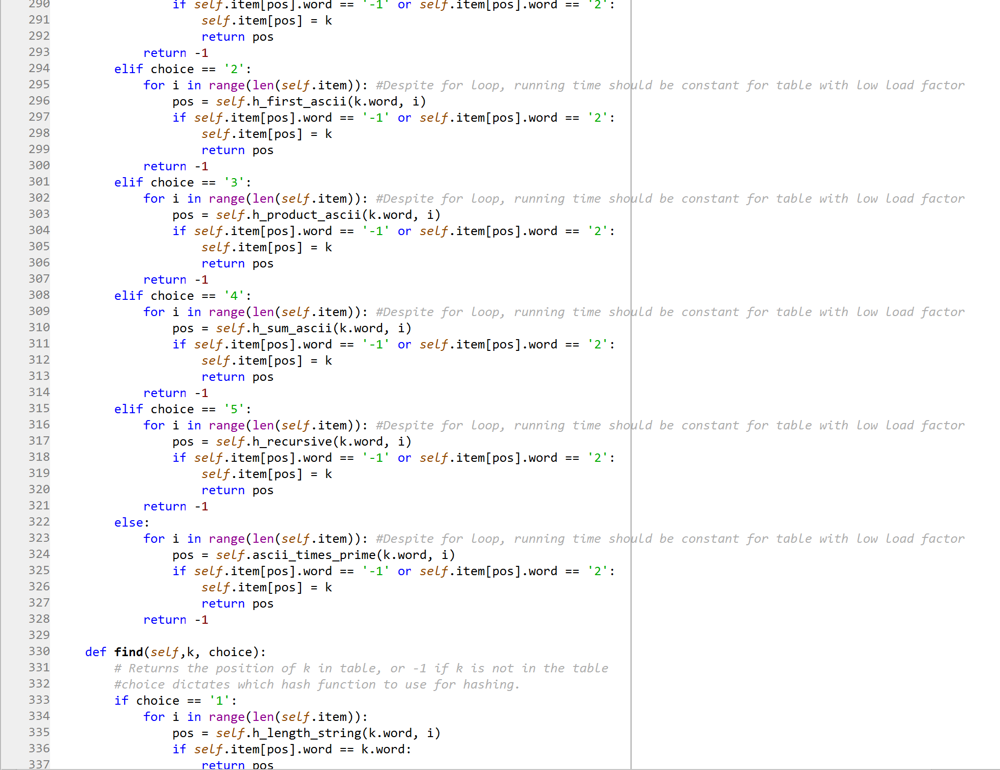 290                 if self.item[pos].word == '-1' or self.item[pos].word == '2':
291                     self.item[pos] = k
292                     return pos
293             return -1
294         elif choice == '2':
295             for i in range(len(self.item)): #Despite for loop, running time should be constant for table with low load factor
296                 pos = self.h_first_ascii(k.word, i)
297                 if self.item[pos].word == '-1' or self.item[pos].word == '2':
298                     self.item[pos] = k
299                     return pos
300             return -1
301         elif choice == '3':
302             for i in range(len(self.item)): #Despite for loop, running time should be constant for table with low load factor
303                 pos = self.h_product_ascii(k.word, i)
304                 if self.item[pos].word == '-1' or self.item[pos].word == '2':
305                     self.item[pos] = k
306                     return pos
307             return -1
308         elif choice == '4':
309             for i in range(len(self.item)): #Despite for loop, running time should be constant for table with low load factor
310                 pos = self.h_sum_ascii(k.word, i)
311                 if self.item[pos].word == '-1' or self.item[pos].word == '2':
312                     self.item[pos] = k
313                     return pos
314             return -1
315         elif choice == '5':
316             for i in range(len(self.item)): #Despite for loop, running time should be constant for table with low load factor
317                 pos = self.h_recursive(k.word, i)
318                 if self.item[pos].word == '-1' or self.item[pos].word == '2':
319                     self.item[pos] = k
320                     return pos
321             return -1
322         else:
323             for i in range(len(self.item)): #Despite for loop, running time should be constant for table with low load factor
324                 pos = self.ascii_times_prime(k.word, i)
325                 if self.item[pos].word == '-1' or self.item[pos].word == '2':
326                     self.item[pos] = k
327                     return pos
328             return -1
329
330     def find(self,k, choice):
331         # Returns the position of k in table, or -1 if k is not in the table
332         #choice dictates which hash function to use for hashing.
333         if choice == '1':
334             for i in range(len(self.item)):
335                 pos = self.h_length_string(k.word, i)
336                 if self.item[pos].word == k.word:
337                     return pos